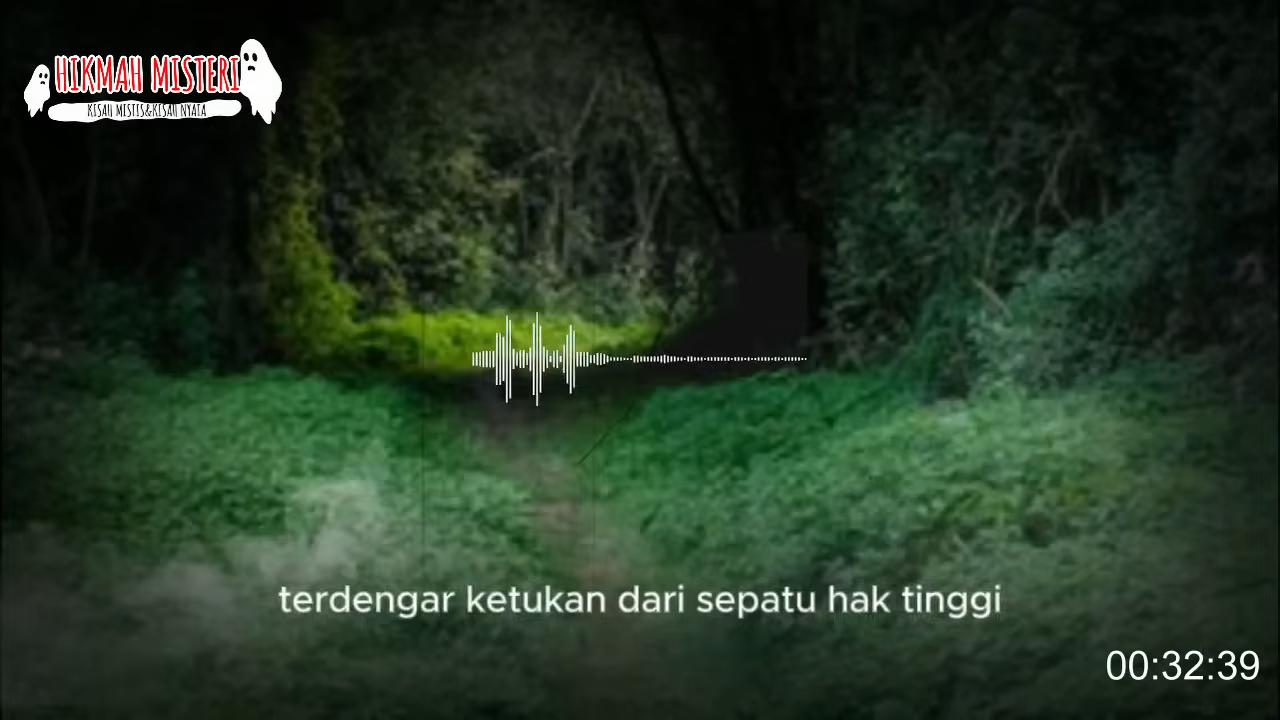 HIKMAH MISTERI
KISAH MISTIS&KISAH NYATA
terdengar ketukan dari sepatu hak tinggi
00:32:39